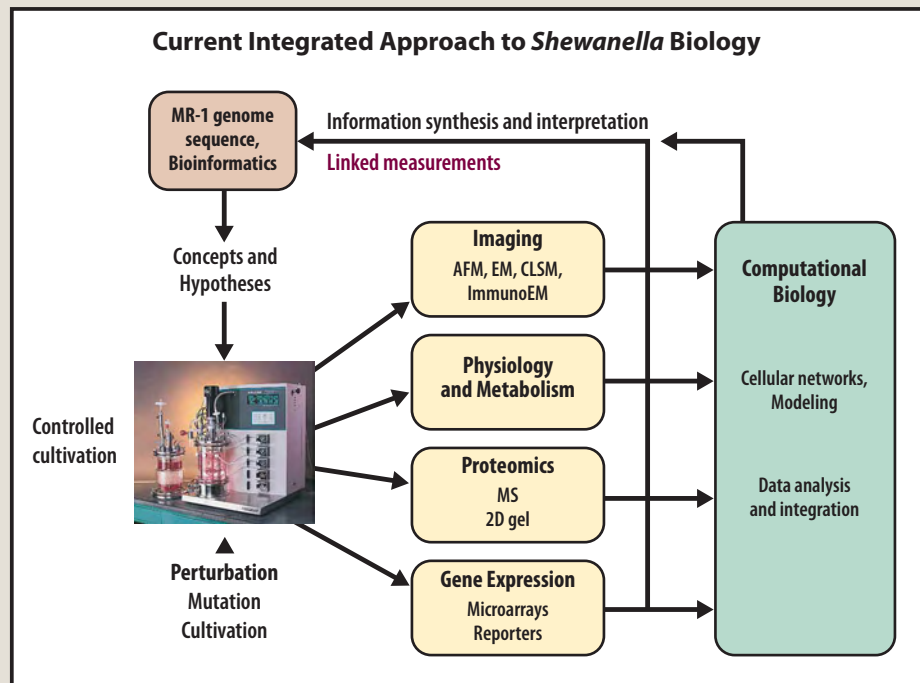 Current Integrated Approach to Shewanella Biology
MR-1 genome
sequence,
Bioinformatics
Information synthesis and interpretation
Linked measurements
Concepts and
Hypotheses
Controlled
cultivation
Perturbation
Mutation
Cultivation
Imaging
AFM, EM, CLSM,
ImmunoEM
Physiology
and Metabolism
Proteomics
MS
2D gel
Gene Expression
Microarrays
Reporters
Computational
Biology
Cellular networks,
Modeling
Data analysis
and integration